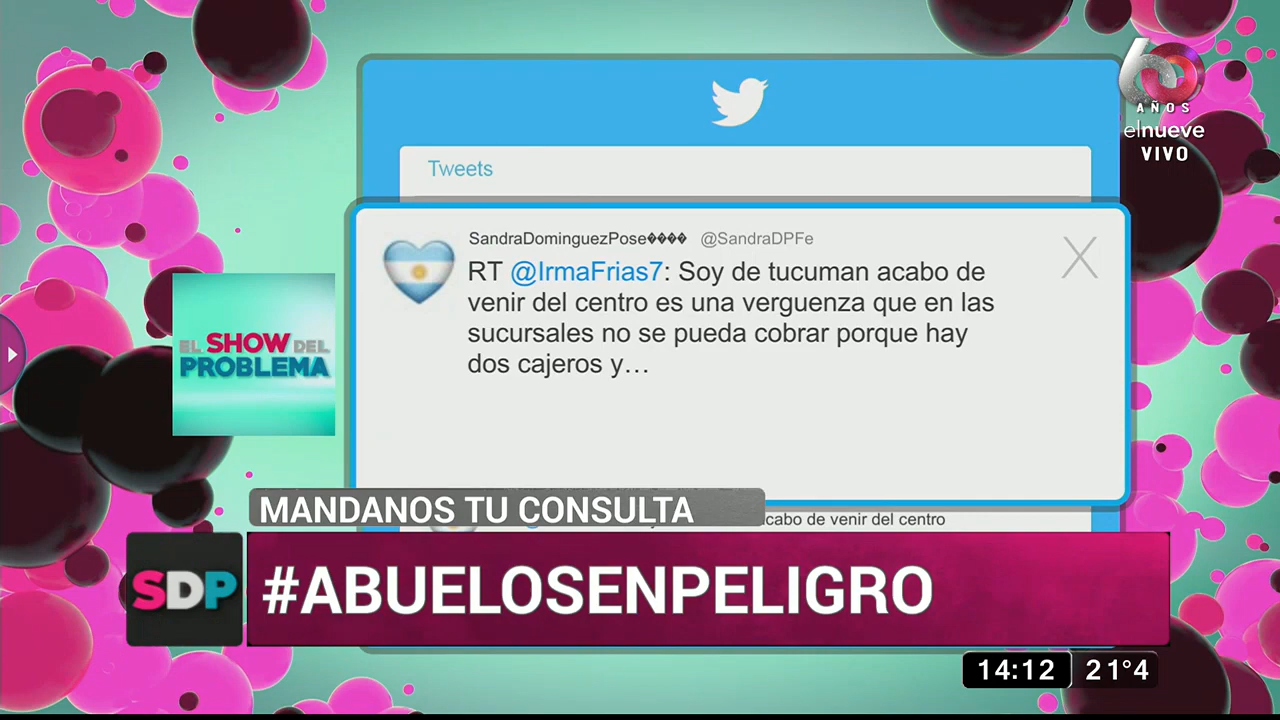 60
AÑOS
elnueve
VIVO
Tweets
SandraDominguezPose���� @SandraDPFe
RT @IrmaFrias7: Soy de tucuman acabo de
venir del centro es una verguenza que en las
sucursales no se pueda cobrar porque hay
dos cajeros y…
EL SHOW DEL
PROBLEMA
MANDANOS TU CONSULTA
acabo de venir del centro
SDP
#ABUELOSENPELIGRO
14:12 21°4